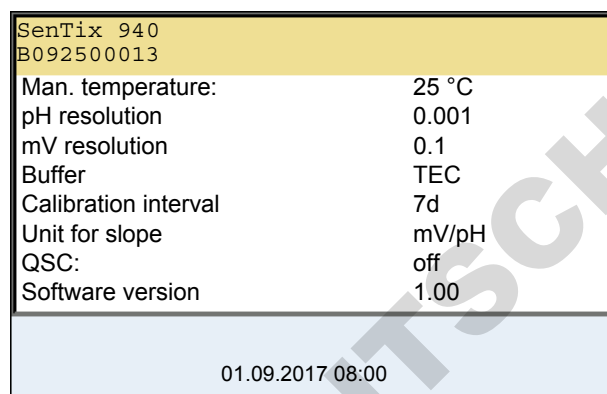 SenTix 940
B092500013
Man. temperature: 25 °C
pH resolution 0.001
mV resolution 0.1
Buffer TEC
Calibration interval 7d
Unit for slope mV/pH
QSC: off
Software version 1.00
01.09.2017 08:00
ITSCH